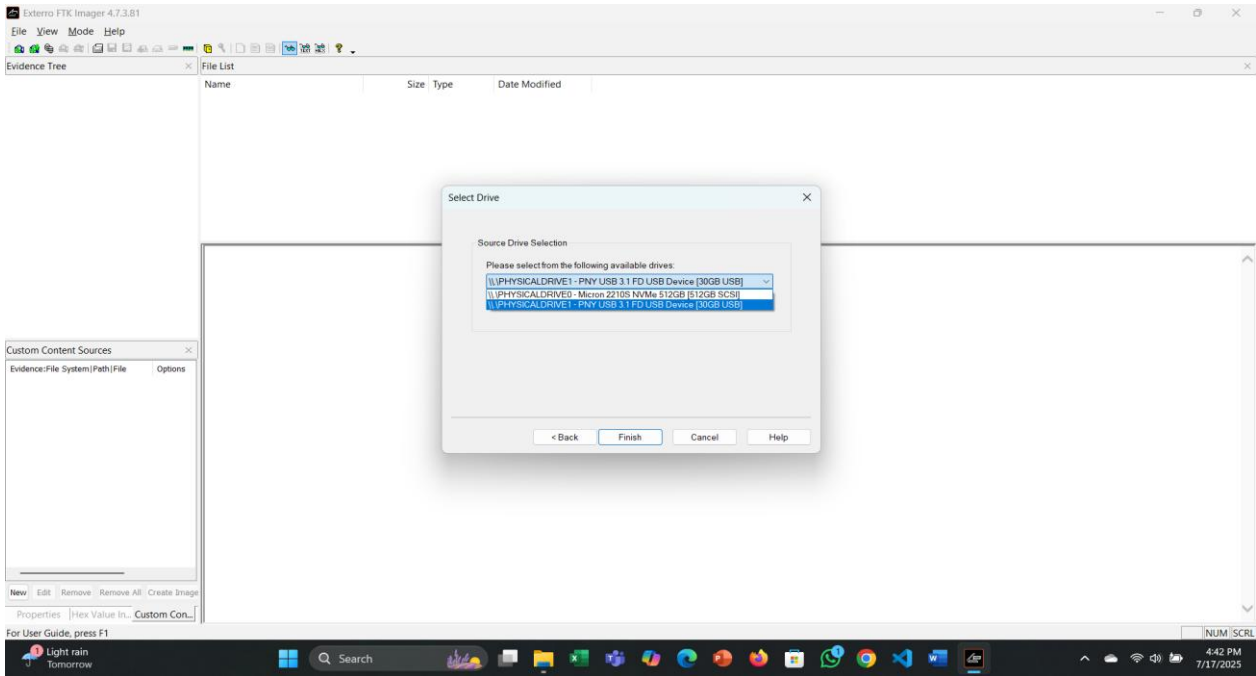 Exterro FTK Imager 4.7.3.81
File View Mode Help
Evidence Tree
File List
Name Size Type Date Modified
Select Drive
Source Drive Selection
Please select from the following available drives:
\\.\PHYSICALDRIVE1 - PNY USB 3.1 FD USB Device [30GB USB]
\\.\PHYSICALDRIVE0 - Micron 2210S NVMe 512GB [512GB SCSI]
\\.\PHYSICALDRIVE1 - PNY USB 3.1 FD USB Device [30GB USB]
< Back Finish Cancel Help
Custom Content Sources
Evidence:File System|Path|File Options
New Edit Remove Remove All Create Image
Properties Hex Value In... Custom Con...
For User Guide, press F1
NUM SCRL
1
Light rain
Tomorrow
Search
1
4:42 PM
7/17/2025